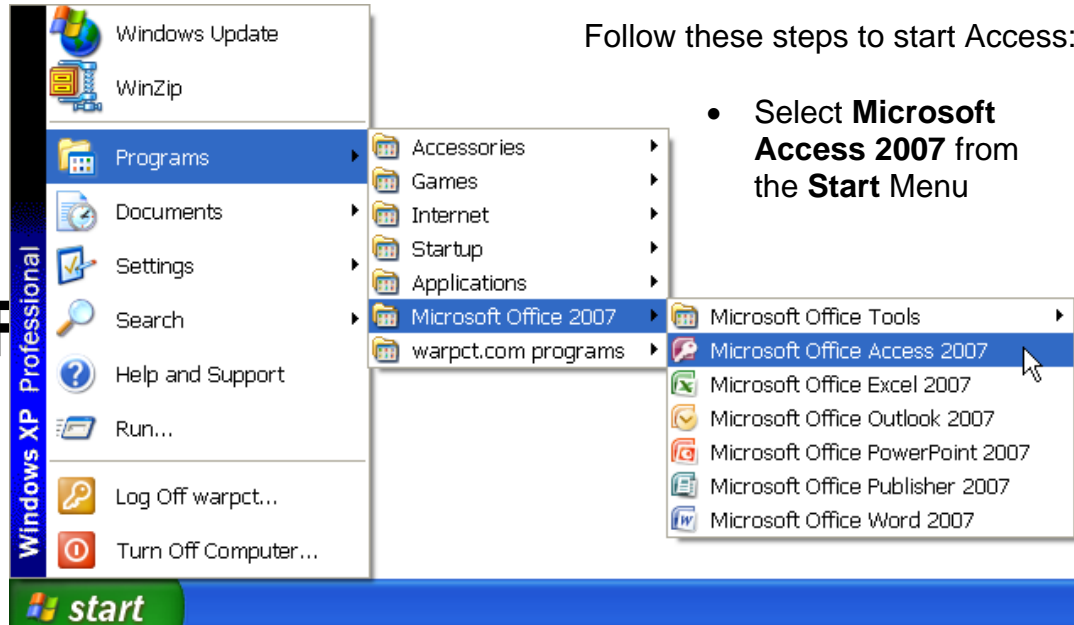 Follow these steps to start Access:
• Select Microsoft
Access 2007 from
the Start Menu
Windows XP Professional
Windows Update
WinZip
Programs
Documents
Settings
Search
Help and Support
Run...
Log Off warpct...
Turn Off Computer...
Accessories
Games
Internet
Startup
Applications
Microsoft Office 2007
warpct.com programs
Microsoft Office Tools
Microsoft Office Access 2007
Microsoft Office Excel 2007
Microsoft Office Outlook 2007
Microsoft Office PowerPoint 2007
Microsoft Office Publisher 2007
Microsoft Office Word 2007
start